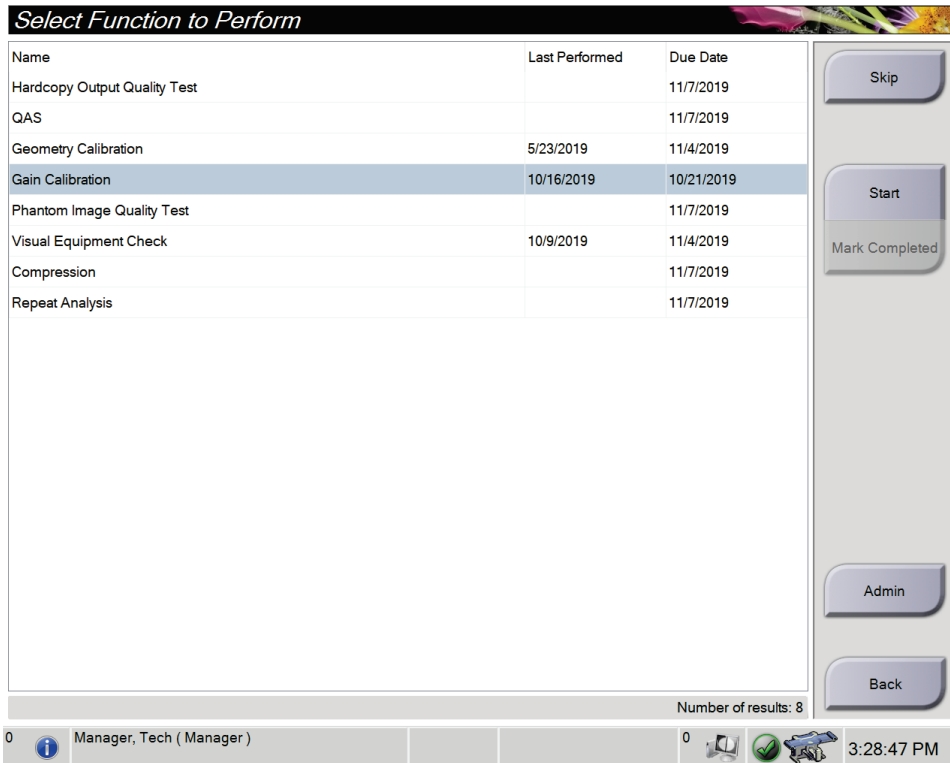 Select Function to Perform
Name Last Performed Due Date
Hardcopy Output Quality Test 11/7/2019
QAS 11/7/2019
Geometry Calibration 5/23/2019 11/4/2019
Gain Calibration 10/16/2019 10/21/2019
Phantom Image Quality Test 11/7/2019
Visual Equipment Check 10/9/2019 11/4/2019
Compression 11/7/2019
Repeat Analysis 11/7/2019
Skip
Start
Mark Completed
Admin
Back
Number of results: 8
0 Manager, Tech ( Manager ) 0 3:28:47 PM